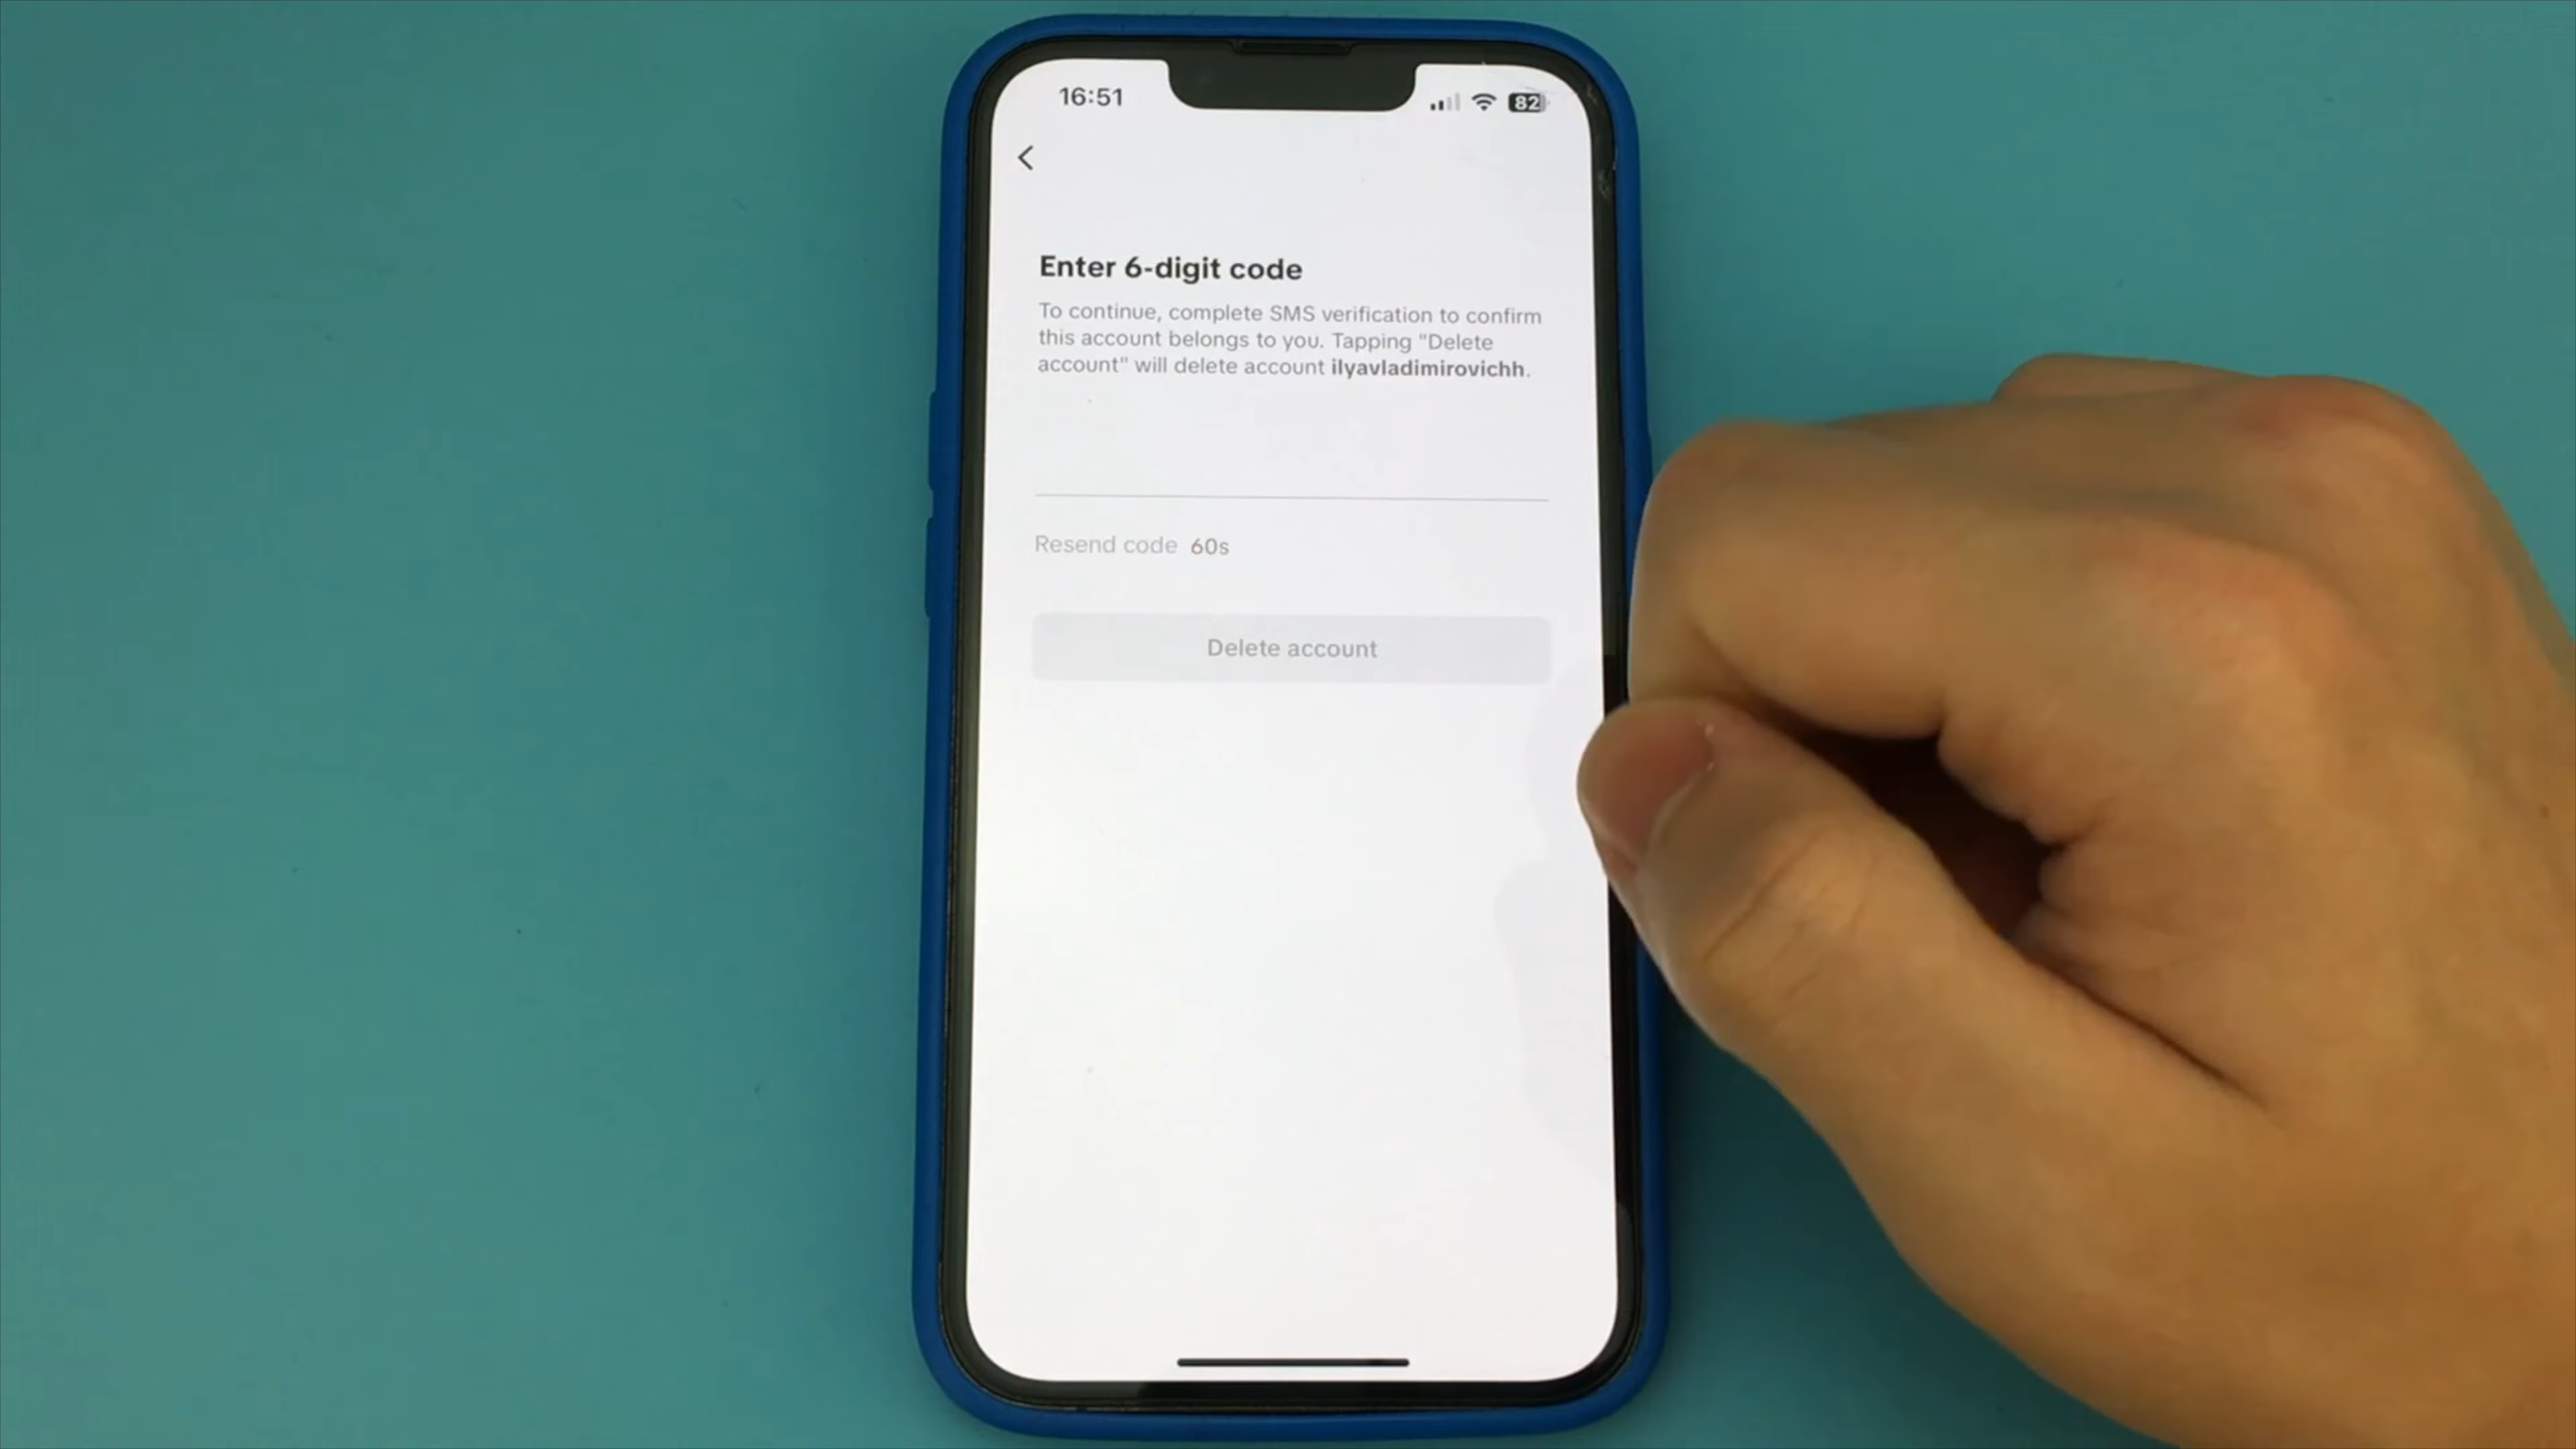 16:51
82
Enter 6-digit code
To continue, complete SMS verification to confirm
this account belongs to you. Tapping "Delete
account" will delete account ilyavladimirovichh.
Resend code 60s
Delete account